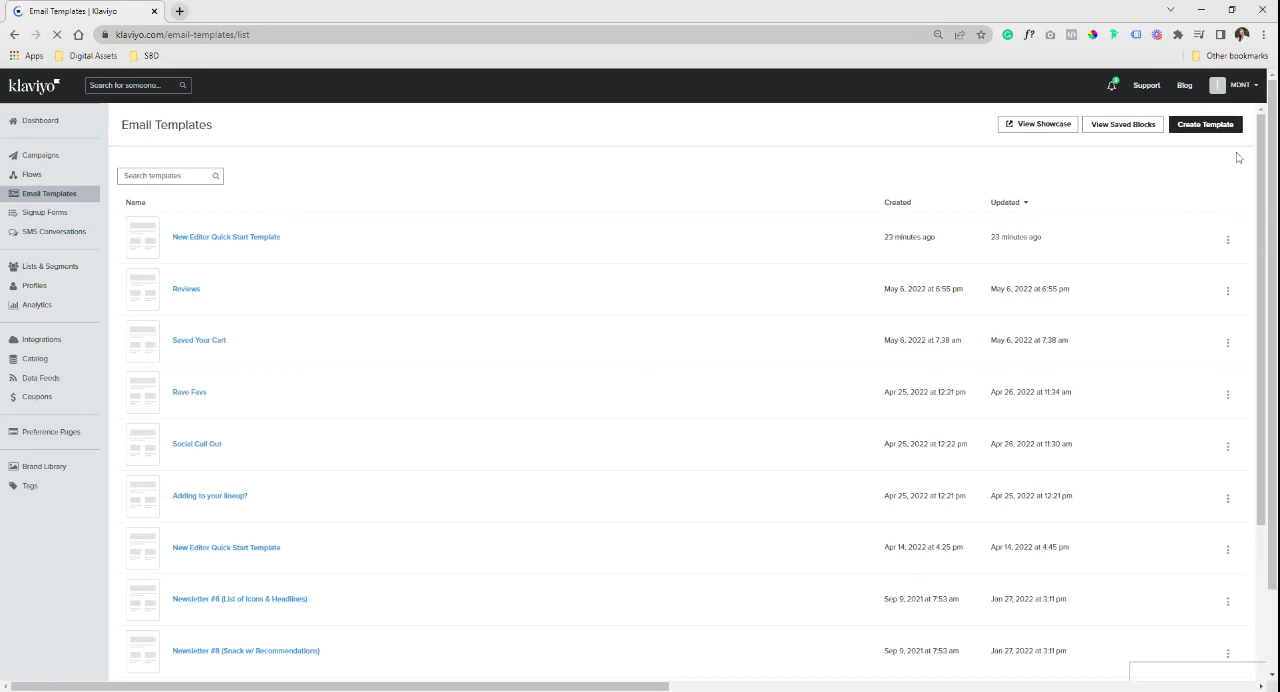 Email Templates | Klaviyo
klaviyo.com/email-templates/list
f?
Apps
Digital Assets
SBD
Other bookmarks
klaviyo
Search for someone...
Support
Blog
MDNT
Dashboard
Campaigns
Flows
Email Templates
Signup Forms
SMS Conversations
Lists & Segments
Profiles
Analytics
Integrations
Catalog
Data Feeds
Coupons
Preference Pages
Brand Library
Tags
Email Templates
View Showcase
View Saved Blocks
Create Template
Search templates
Name Created Updated
New Editor Quick Start Template 23 minutes ago 23 minutes ago
Reviews May 6, 2022 at 6:55 pm May 6, 2022 at 6:55 pm
Saved Your Cart May 6, 2022 at 7:38 am May 6, 2022 at 7:38 am
Rave Favs Apr 25, 2022 at 12:21 pm Apr 26, 2022 at 11:34 am
Social Call Out Apr 25, 2022 at 12:22 pm Apr 26, 2022 at 11:30 am
Adding to your lineup? Apr 25, 2022 at 12:21 pm Apr 25, 2022 at 12:21 pm
New Editor Quick Start Template Apr 14, 2022 at 4:25 pm Apr 14, 2022 at 4:45 pm
Newsletter #6 (List of Icons & Headlines) Sep 9, 2021 at 7:53 am Jan 27, 2022 at 3:11 pm
Newsletter #8 (Snack w/ Recommendations) Sep 9, 2021 at 7:53 am Jan 27, 2022 at 3:11 pm